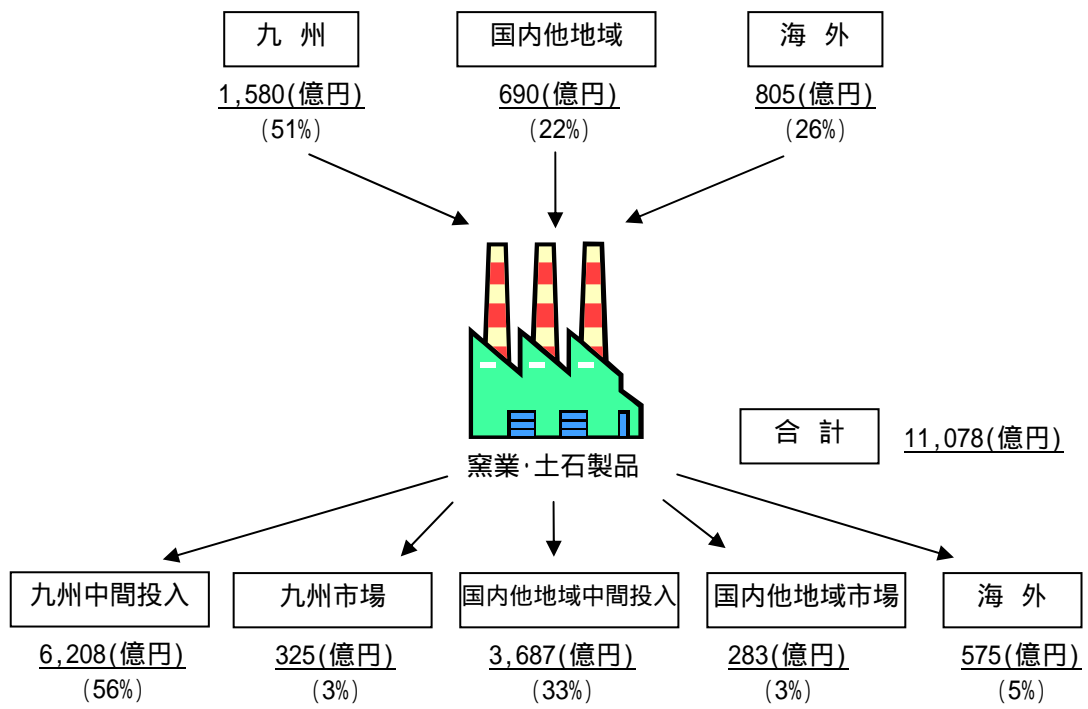 九 州 国内他地域 海 外
1,580(億円) 690(億円) 805(億円)
(51%) (22%) (26%)
合 計 11,078(億円)
窯業・土石製品
九州中間投入 九州市場 国内他地域中間投入 国内他地域市場 海 外
6,208(億円) 325(億円) 3,687(億円) 283(億円) 575(億円)
(56%) (3%) (33%) (3%) (5%)